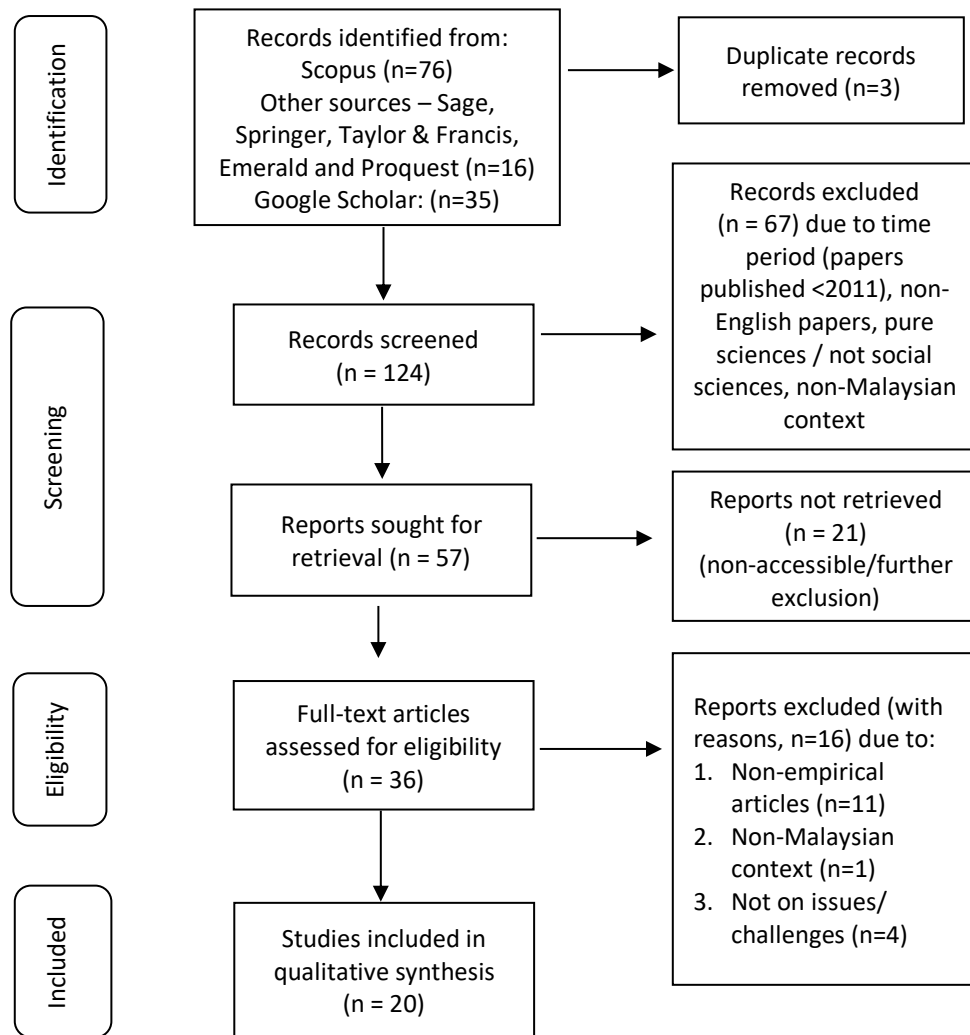 Identification
Records identified from:
Scopus (n=76)
Other sources – Sage,
Springer, Taylor & Francis,
Emerald and Proquest (n=16)
Google Scholar: (n=35)
Duplicate records
removed (n=3)
Screening
Records screened
(n = 124)
Records excluded
(n = 67) due to time
period (papers
published <2011), non-
English papers, pure
sciences / not social
sciences, non-Malaysian
context
Reports sought for
retrieval (n = 57)
Reports not retrieved
(n = 21)
(non-accessible/further
exclusion)
Eligibility
Full-text articles
assessed for eligibility
(n = 36)
Reports excluded (with
reasons, n=16) due to:
1. Non-empirical
articles (n=11)
2. Non-Malaysian
context (n=1)
3. Not on issues/
challenges (n=4)
Included
Studies included in
qualitative synthesis
(n = 20)